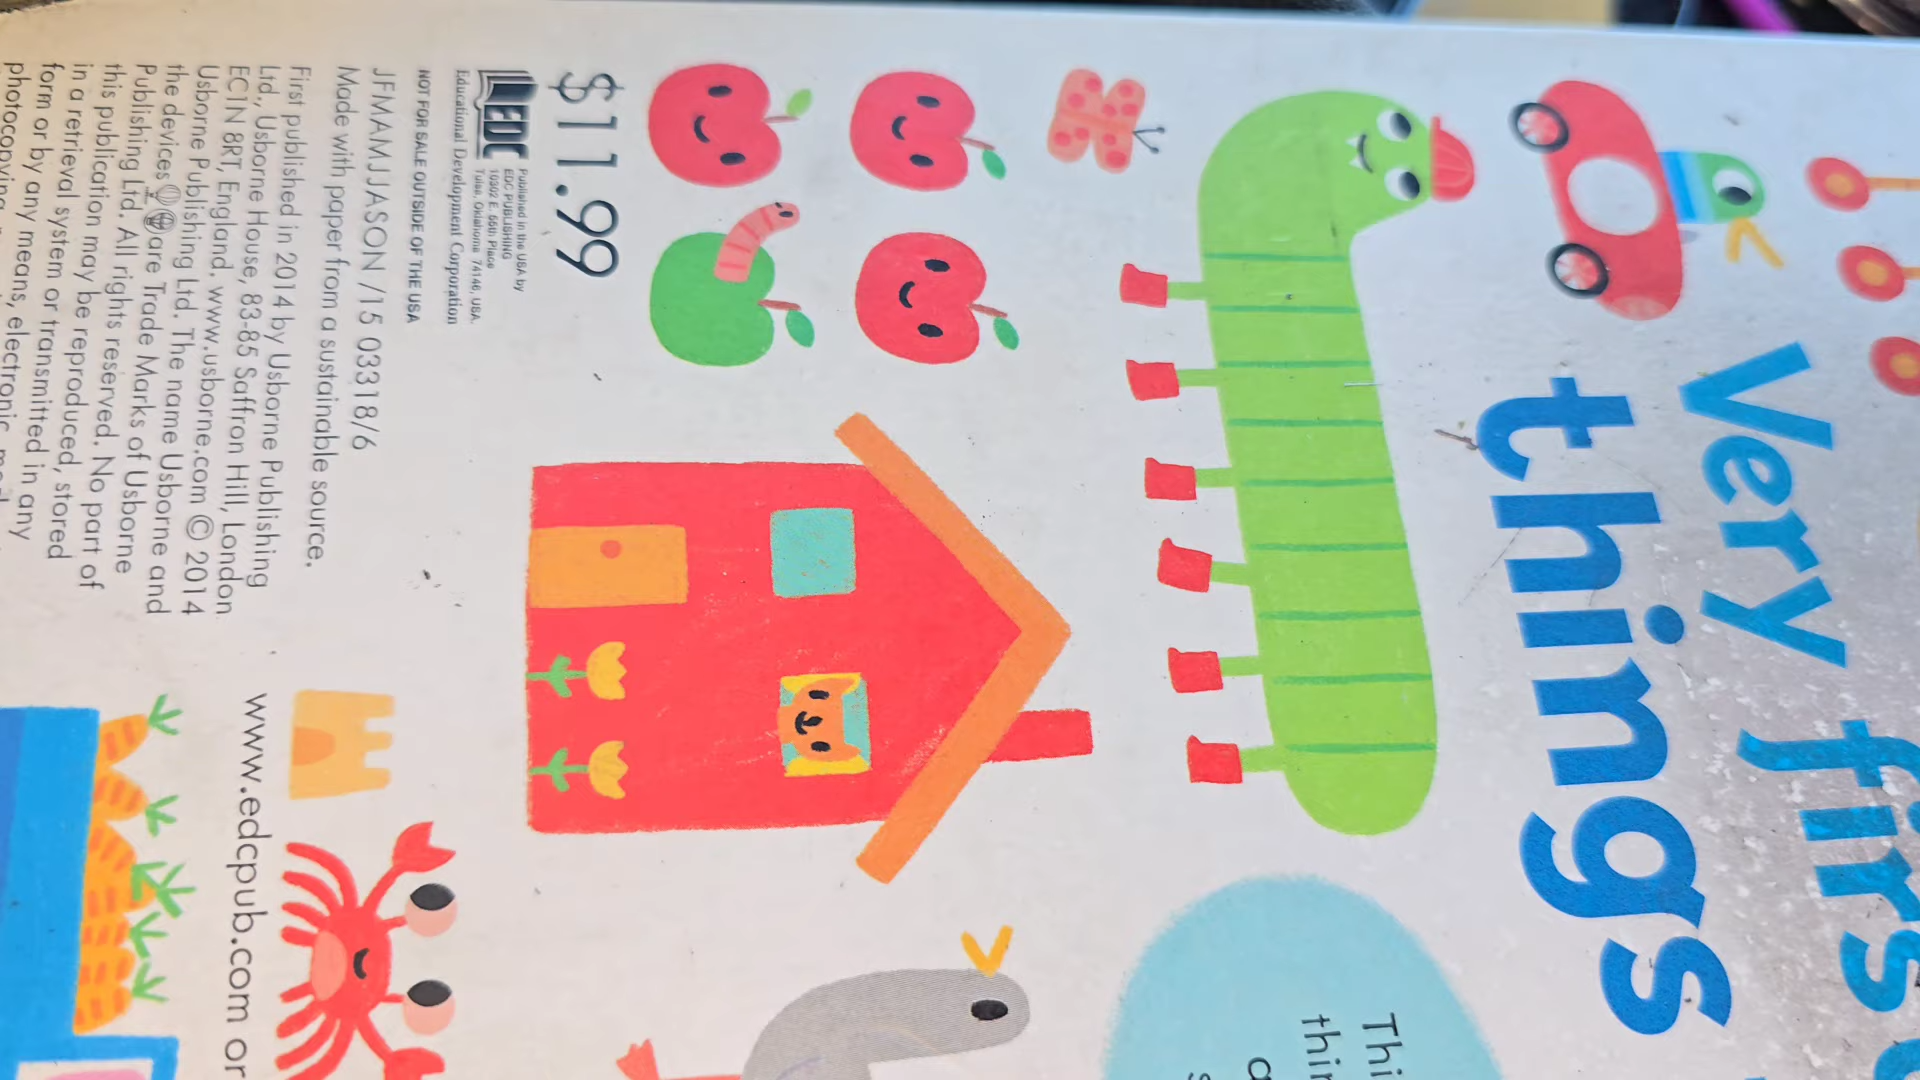 Very first
things
Thi
thin
a
s
$11.99
EDC
Published in the USA by
EDC PUBLISHING
10302 E. 55th Place
Tulsa, Oklahoma 74146, USA.
Educational Development Corporation
NOT FOR SALE OUTSIDE OF THE USA
JFMAMJJASON /15 03318/6
Made with paper from a sustainable source.
First published in 2014 by Usborne Publishing
Ltd., Usborne House, 83-85 Saffron Hill, London
EC1N 8RT, England. www.usborne.com © 2014
Usborne Publishing Ltd. The name Usborne and
the devices are Trade Marks of Usborne
Publishing Ltd. All rights reserved. No part of
this publication may be reproduced, stored
in a retrieval system or transmitted in any
form or by any means, electronic,
photocopying,
www.edcpub.com or